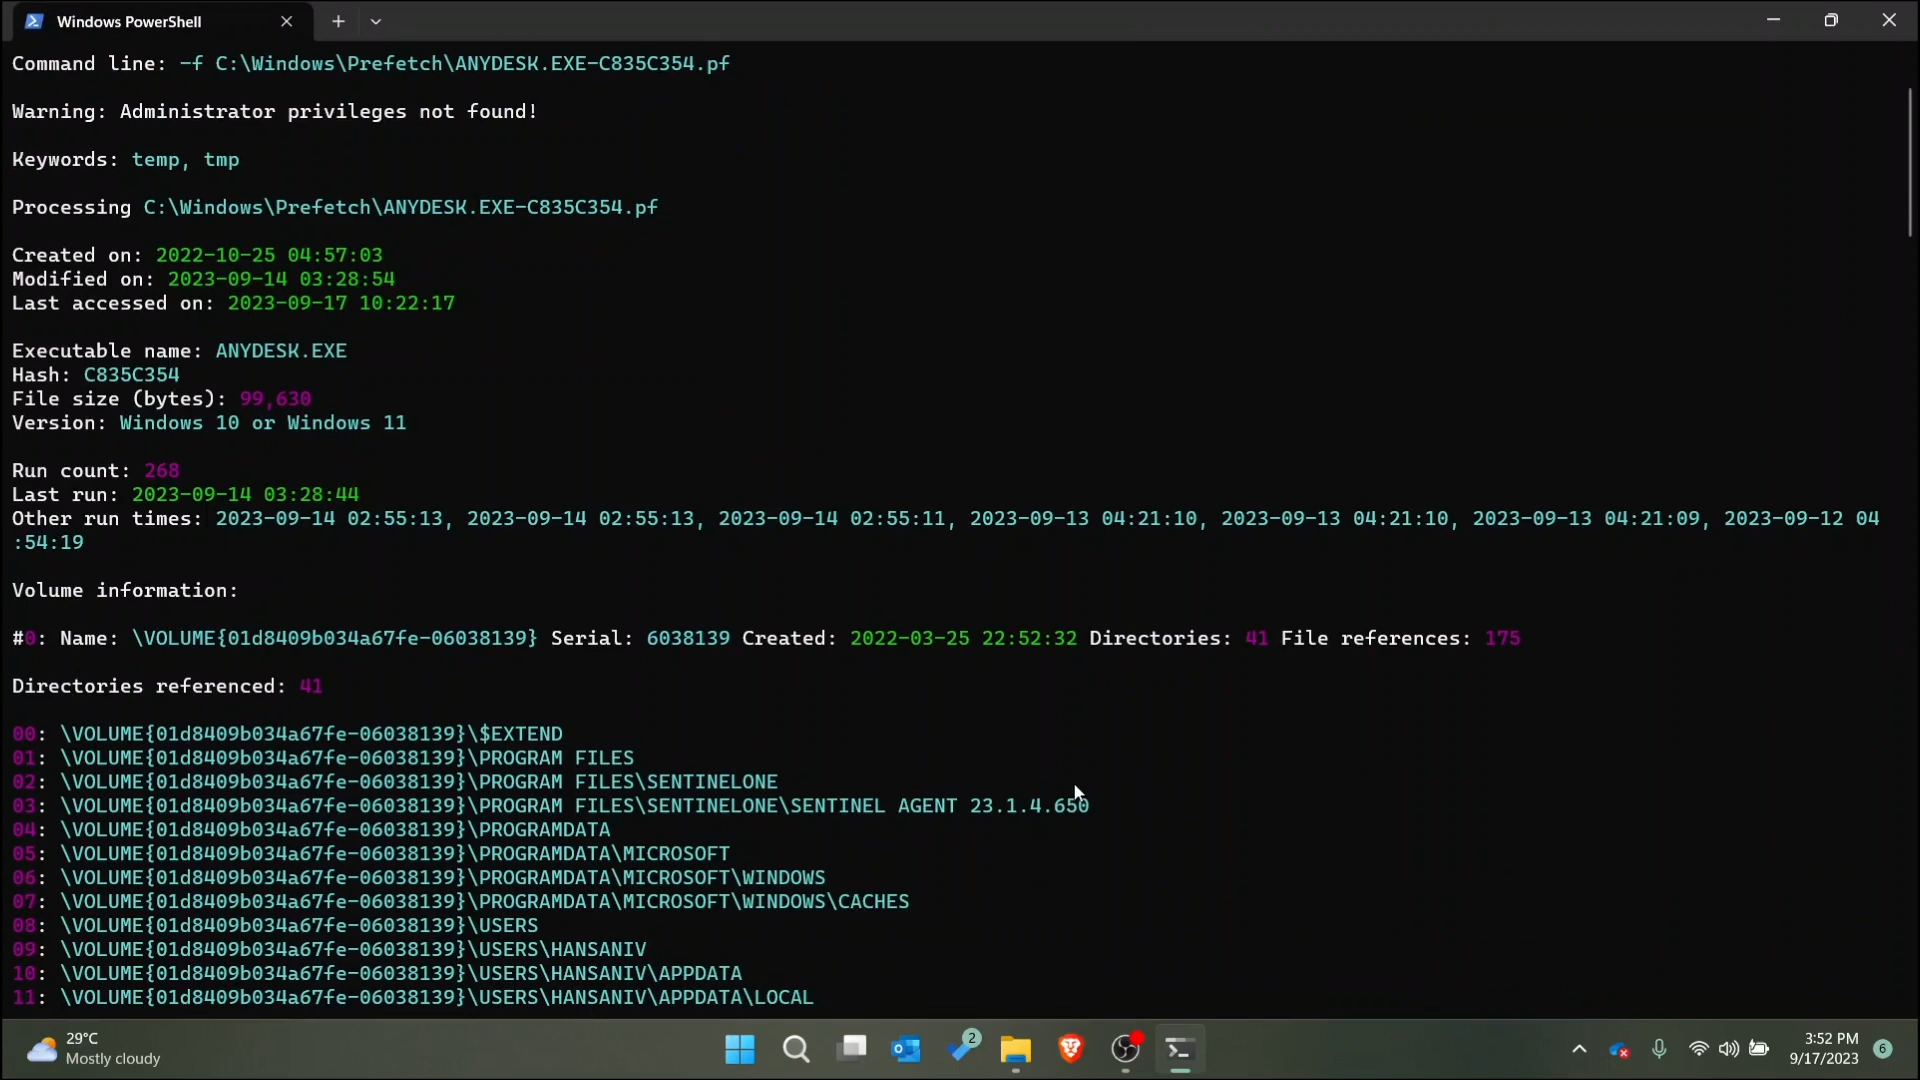 Windows PowerShell
Command line: -f C:\Windows\Prefetch\ANYDESK.EXE-C835C354.pf
Warning: Administrator privileges not found!
Keywords: temp, tmp
Processing C:\Windows\Prefetch\ANYDESK.EXE-C835C354.pf
Created on: 2022-10-25 04:57:03
Modified on: 2023-09-14 03:28:54
Last accessed on: 2023-09-17 10:22:17
Executable name: ANYDESK.EXE
Hash: C835C354
File size (bytes): 99,630
Version: Windows 10 or Windows 11
Run count: 268
Last run: 2023-09-14 03:28:44
Other run times: 2023-09-14 02:55:13, 2023-09-14 02:55:13, 2023-09-14 02:55:11, 2023-09-13 04:21:10, 2023-09-13 04:21:10, 2023-09-13 04:21:09, 2023-09-12 04
:54:19
Volume information:
#0: Name: \VOLUME{01d8409b034a67fe-06038139} Serial: 6038139 Created: 2022-03-25 22:52:32 Directories: 41 File references: 175
Directories referenced: 41
00: \VOLUME{01d8409b034a67fe-06038139}\$EXTEND
01: \VOLUME{01d8409b034a67fe-06038139}\PROGRAM FILES
02: \VOLUME{01d8409b034a67fe-06038139}\PROGRAM FILES\SENTINELONE
03: \VOLUME{01d8409b034a67fe-06038139}\PROGRAM FILES\SENTINELONE\SENTINEL AGENT 23.1.4.650
04: \VOLUME{01d8409b034a67fe-06038139}\PROGRAMDATA
05: \VOLUME{01d8409b034a67fe-06038139}\PROGRAMDATA\MICROSOFT
06: \VOLUME{01d8409b034a67fe-06038139}\PROGRAMDATA\MICROSOFT\WINDOWS
07: \VOLUME{01d8409b034a67fe-06038139}\PROGRAMDATA\MICROSOFT\WINDOWS\CACHES
08: \VOLUME{01d8409b034a67fe-06038139}\USERS
09: \VOLUME{01d8409b034a67fe-06038139}\USERS\HANSANIV
10: \VOLUME{01d8409b034a67fe-06038139}\USERS\HANSANIV\APPDATA
11: \VOLUME{01d8409b034a67fe-06038139}\USERS\HANSANIV\APPDATA\LOCAL
29°C
Mostly cloudy
2
3:52 PM
9/17/2023
6